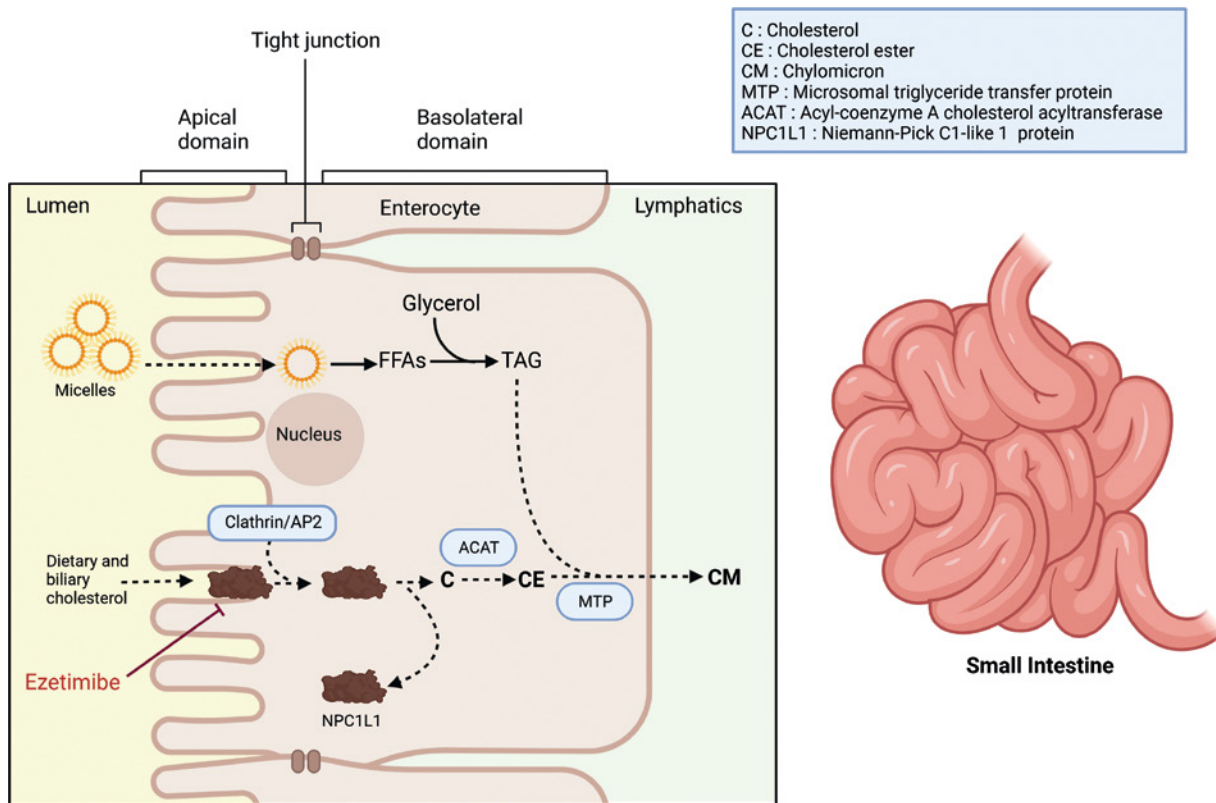 Tight junction
Apical
domain
Basolateral
domain
C : Cholesterol
CE : Cholesterol ester
CM : Chylomicron
MTP : Microsomal triglyceride transfer protein
ACAT : Acyl-coenzyme A cholesterol acyltransferase
NPC1L1 : Niemann-Pick C1-like 1 protein
Lumen
Enterocyte
Lymphatics
Glycerol
FFAs
TAG
Micelles
Nucleus
Clathrin/AP2
ACAT
Dietary and
biliary
cholesterol
C
CE
CM
MTP
Ezetimibe
NPC1L1
Small Intestine